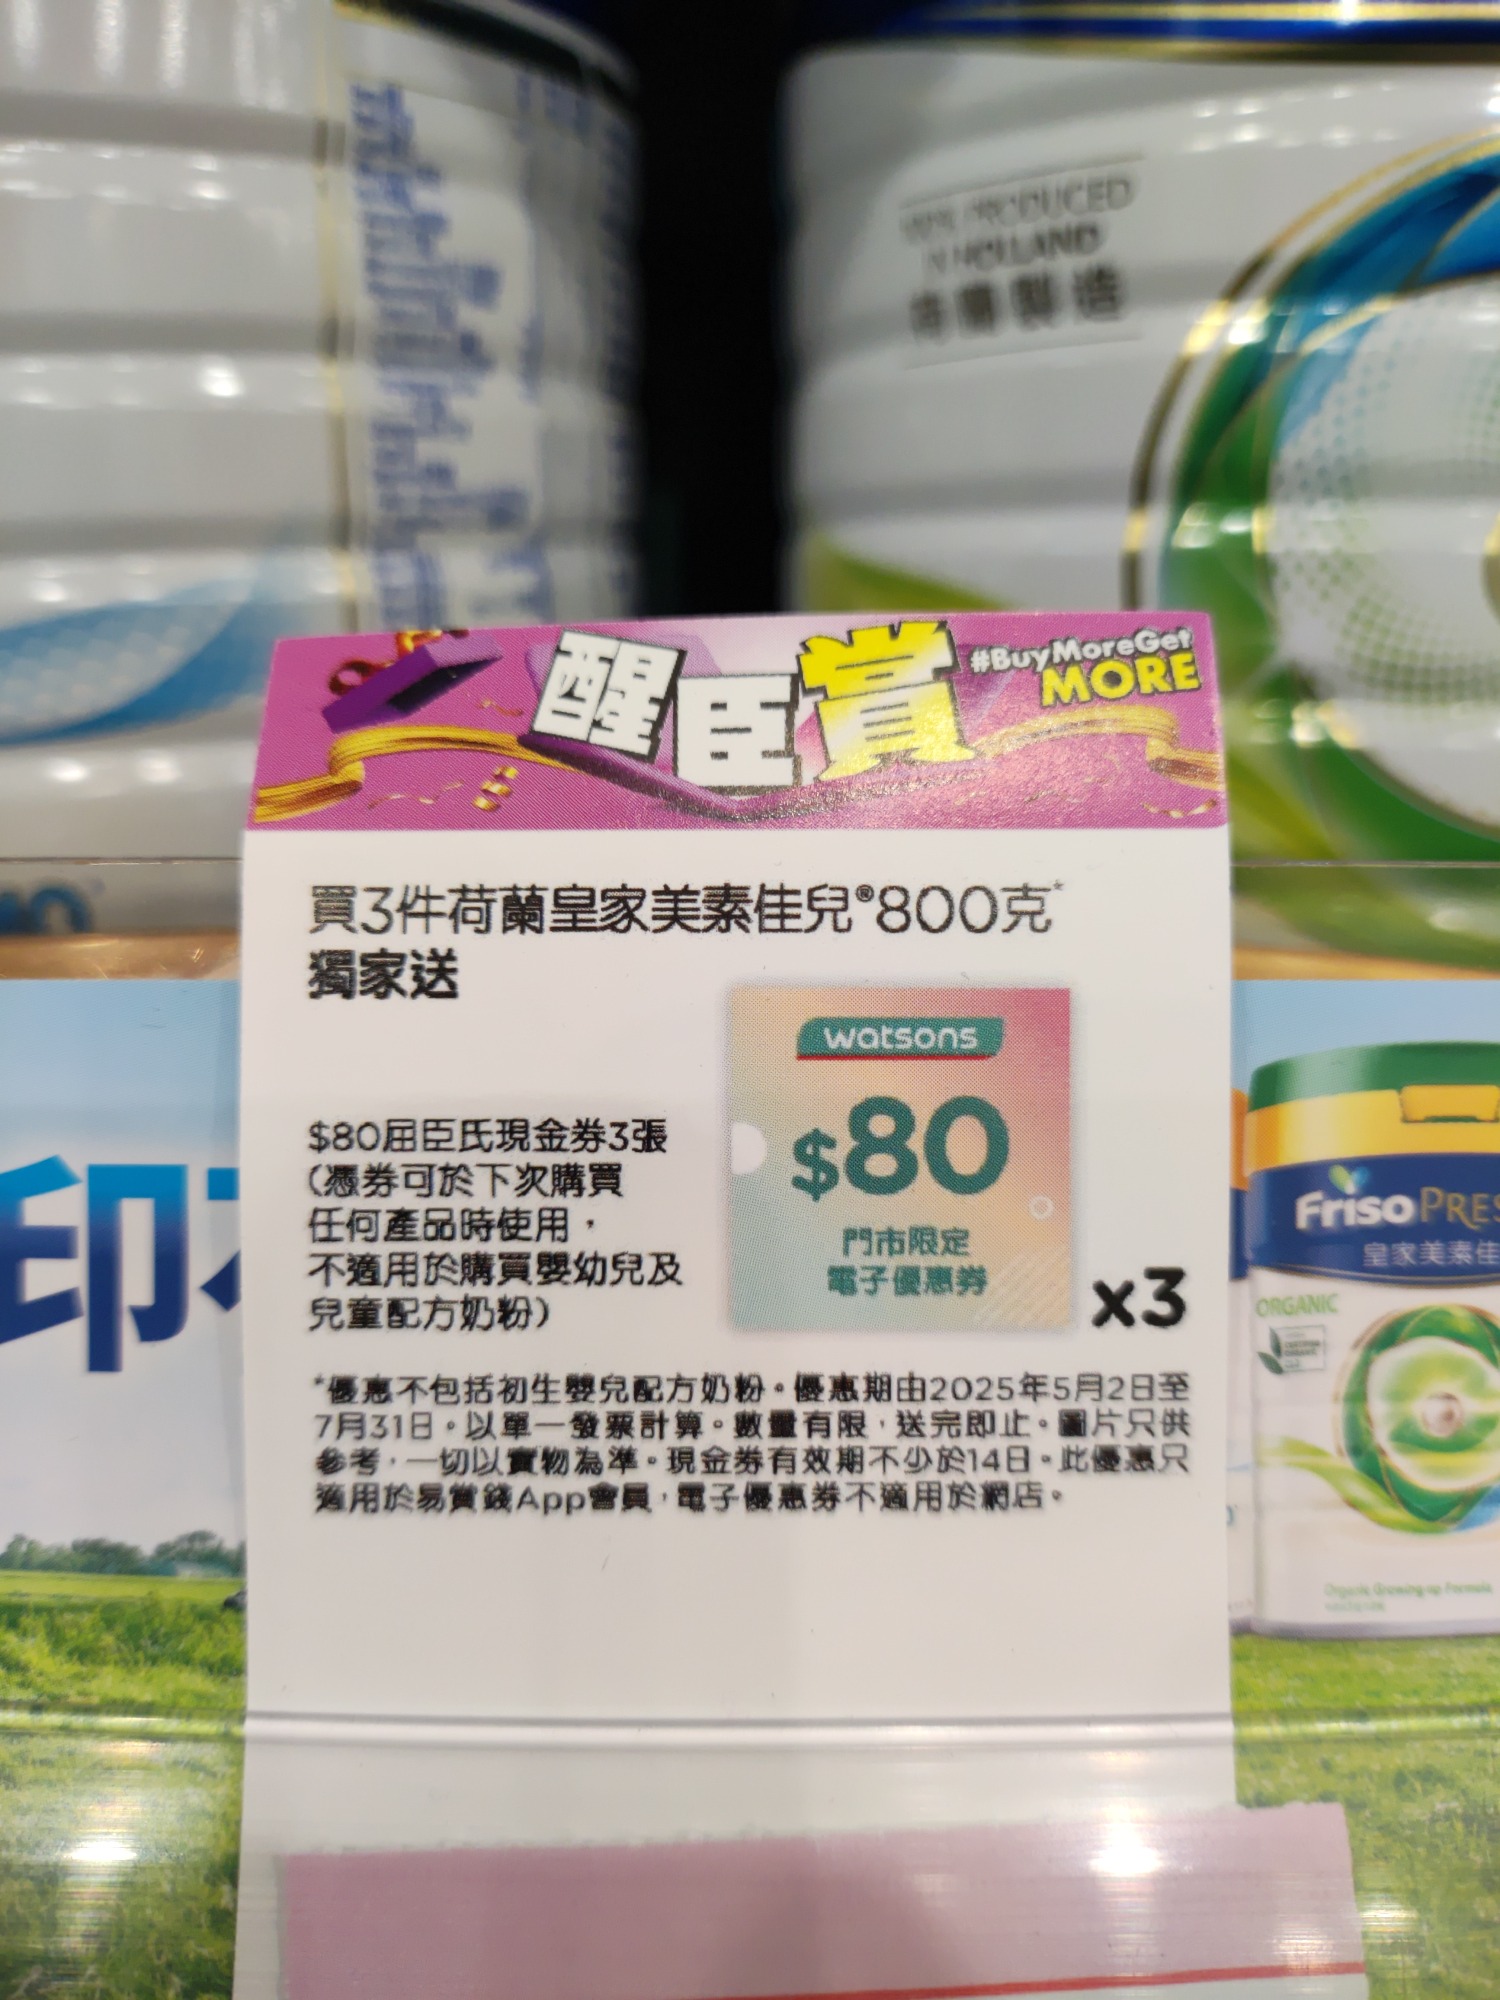 PRODUCED
IN HOLLAND
荷蘭製造
醒臣賞
#BuyMoreGet
MORE
買3件荷蘭皇家美素佳兒®800克*
獨家送
watsons
$80
門市限定
電子優惠券
x3
$80屈臣氏現金券3張
(憑券可於下次購買
任何產品時使用，
不適用於購買嬰幼兒及
兒童配方奶粉)
*優惠不包括初生嬰兒配方奶粉。優惠期由2025年5月2日至
7月31日。以單一發票計算。數量有限，送完即止。圖片只供
參考，一切以實物為準。現金券有效期不少於14日。此優惠只
適用於易賞錢App會員，電子優惠券不適用於網店。
印
Friso PRES
皇家美素佳
ORGANIC
Organic Growing up Formula